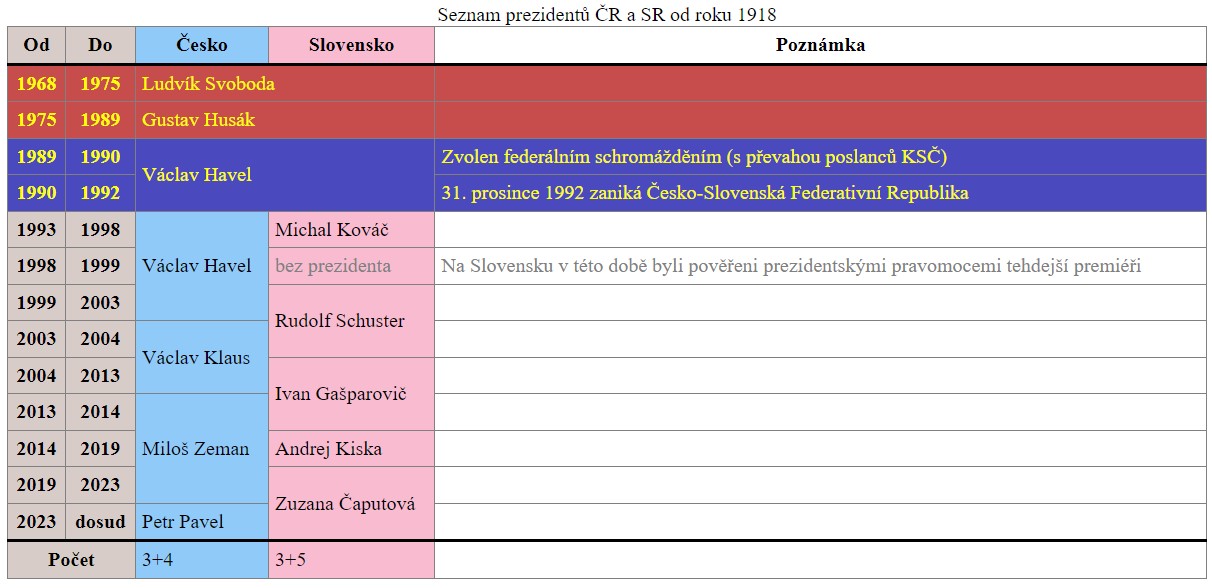 Seznam prezidentů ČR a SR od roku 1918
Od Do Česko Slovensko Poznámka
1968 1975 Ludvík Svoboda
1975 1989 Gustav Husák
1989 1990 Václav Havel Zvolen federálním schromážděním (s převahou poslanců KSČ)
1990 1992 31. prosince 1992 zaniká Česko-Slovenská Federativní Republika
1993 1998 Václav Havel Michal Kováč
1998 1999 bez prezidenta Na Slovensku v této době byli pověřeni prezidentskými pravomocemi tehdejší premiéři
1999 2003 Rudolf Schuster
2003 2004 Václav Klaus
2004 2013 Ivan Gašparovič
2013 2014 Miloš Zeman
2014 2019 Andrej Kiska
2019 2023 Zuzana Čaputová
2023 dosud Petr Pavel
Počet 3+4 3+5